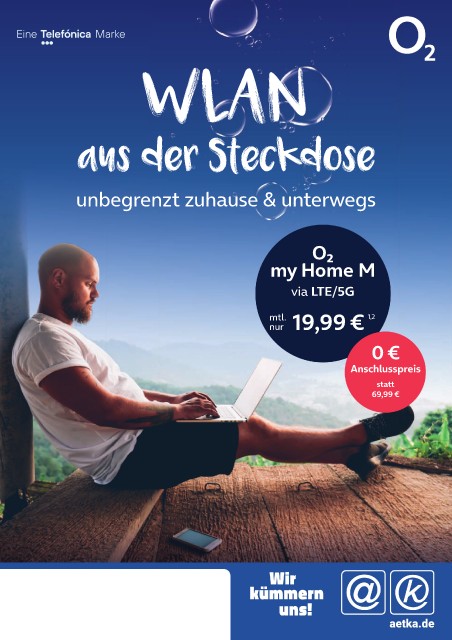 Eine Telefónica Marke
O2
WLAN
aus der Steckdose
unbegrenzt zuhause & unterwegs
O₂
my Home M
via LTE/5G
mtl.
nur 19,99 € 1,2
0 €
Anschlusspreis
statt
69,99 €
Wir
kümmern
uns!
@ k
aetka.de